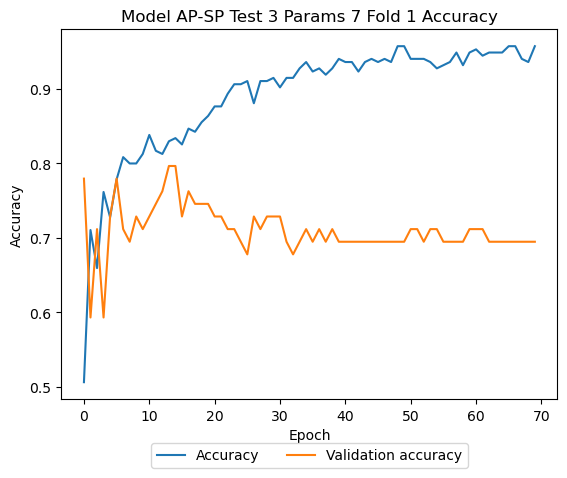 Model AP-SP Test 3 Params 7 Fold 1 Accuracy
Accuracy
0.9
0.8
0.7
0.6
0.5
0 10 20 30 40 50 60 70
Epoch
Accuracy Validation accuracy